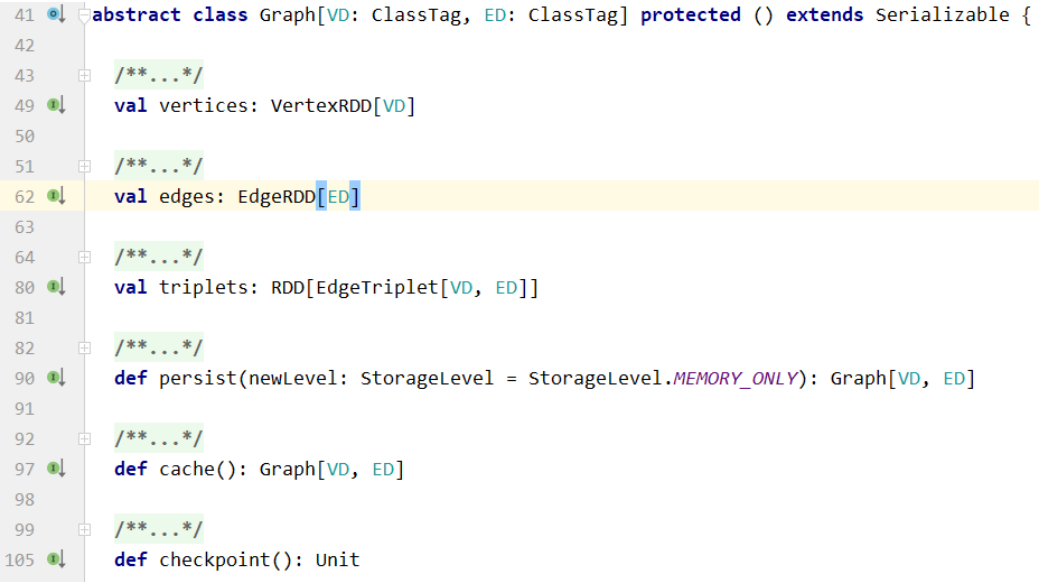 41 abstract class Graph[VD: ClassTag, ED: ClassTag] protected () extends Serializable {
42
43 /**...*/
49 val vertices: VertexRDD[VD]
50
51 /**...*/
62 val edges: EdgeRDD[ED]
63
64 /**...*/
80 val triplets: RDD[EdgeTriplet[VD, ED]]
81
82 /**...*/
90 def persist(newLevel: StorageLevel = StorageLevel.MEMORY_ONLY): Graph[VD, ED]
91
92 /**...*/
97 def cache(): Graph[VD, ED]
98
99 /**...*/
105 def checkpoint(): Unit